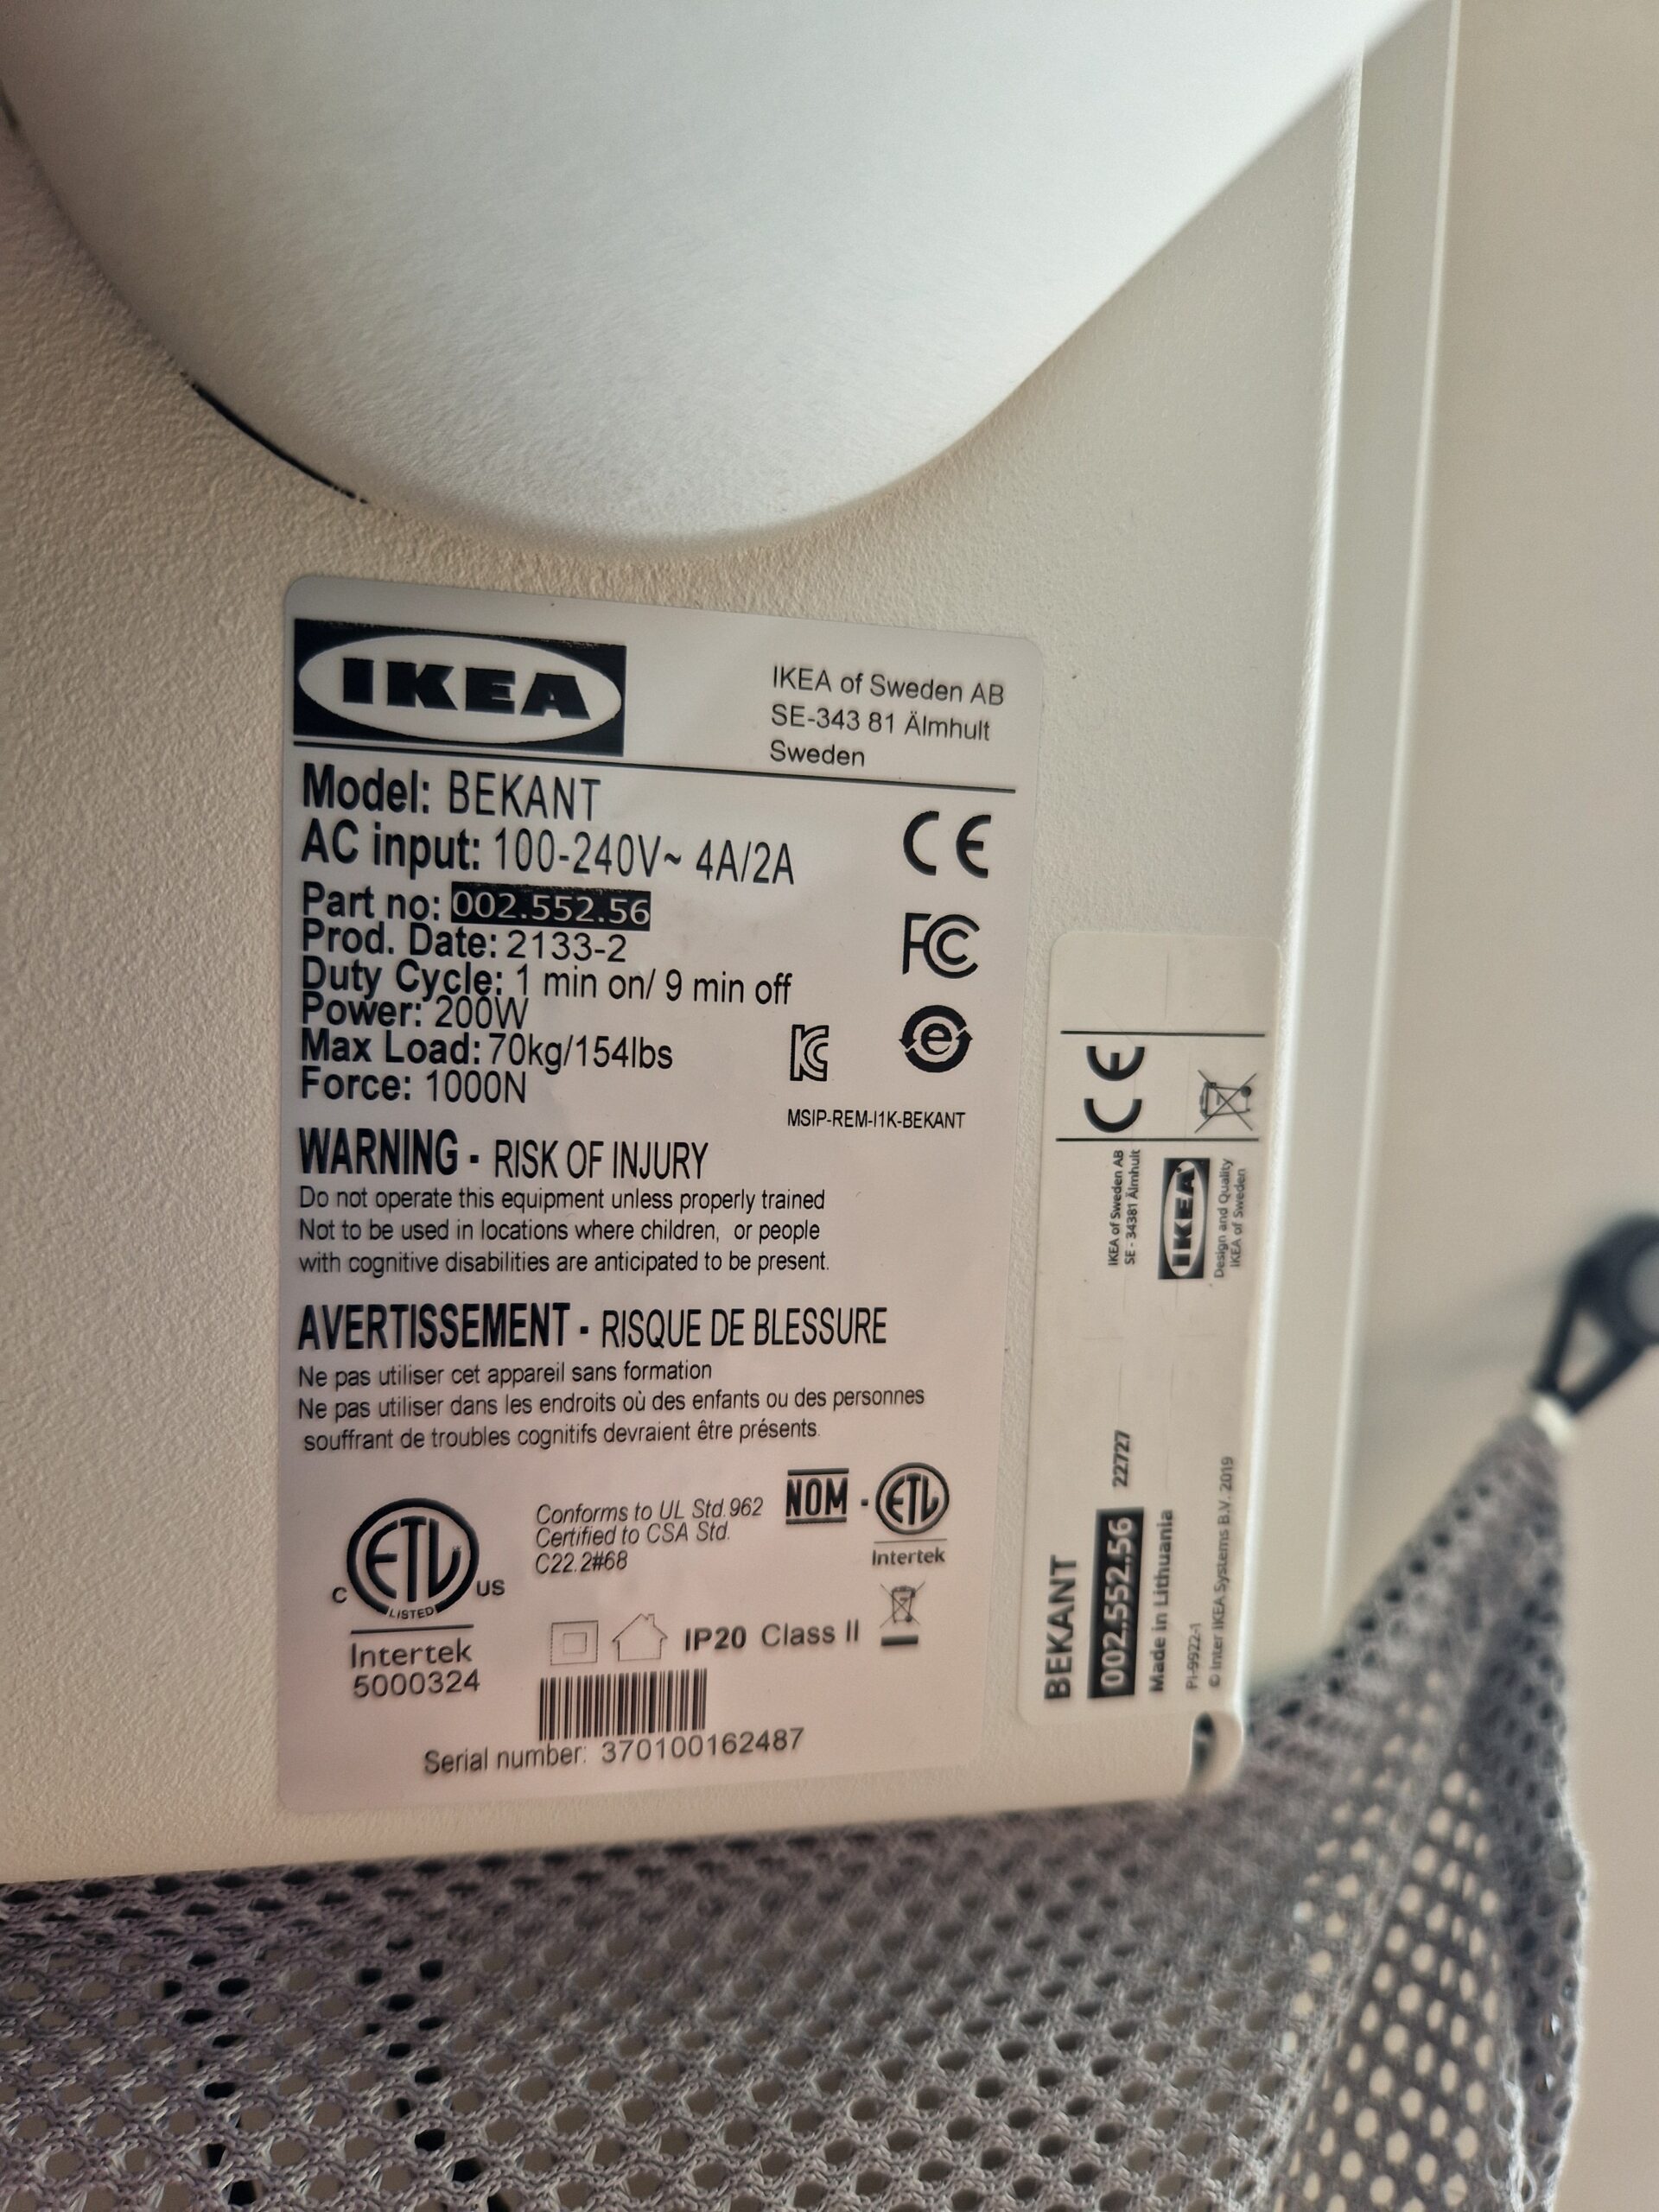 IKEA
IKEA of Sweden AB
SE-343 81 Älmhult
Sweden
Model: BEKANT
AC input: 100-240V~ 4A/2A
Part no: 002.552.56
Prod. Date: 2133-2
Duty Cycle: 1 min on/ 9 min off
Power: 200W
Max Load: 70kg/154lbs
Force: 1000N
CE
FC
e
KC
MSIP-REM-I1K-BEKANT
WARNING - RISK OF INJURY
Do not operate this equipment unless properly trained
Not to be used in locations where children, or people
with cognitive disabilities are anticipated to be present.
AVERTISSEMENT - RISQUE DE BLESSURE
Ne pas utiliser cet appareil sans formation
Ne pas utiliser dans les endroits où des enfants ou des personnes
souffrant de troubles cognitifs devraient être présents.
C ETL US
LISTED
Intertek
5000324
Conforms to UL Std.962
Certified to CSA Std.
C22.2#68
NOM - ETL
Intertek
IP20 Class II
Serial number: 370100162487
BEKANT
002.552.56 22727
Made in Lithuania
PI-9922-1
© Inter IKEA Systems B.V. 2019
IKEA of Sweden AB
SE - 34381 Älmhult
IKEA
Design and Quality
IKEA of Sweden
CE